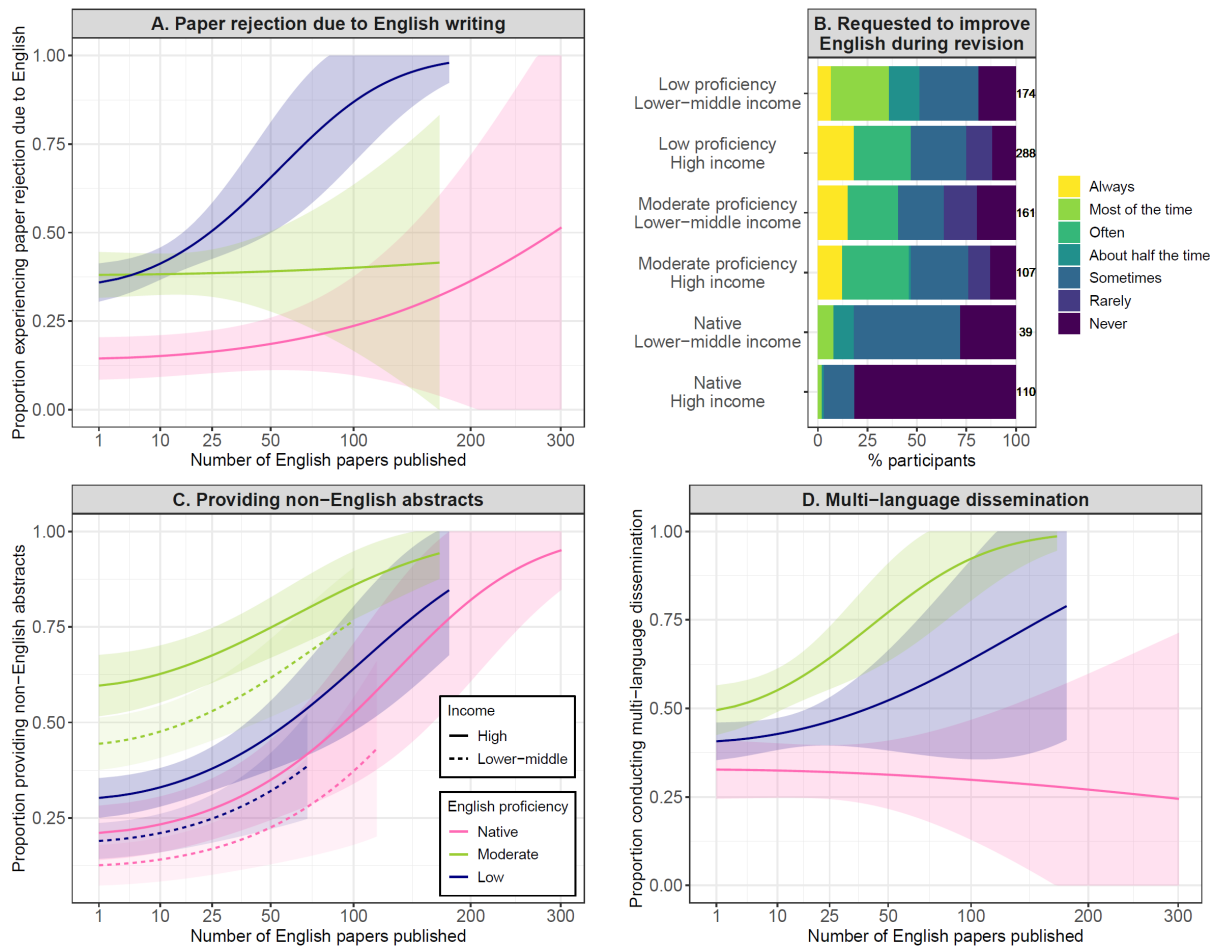 A. Paper rejection due to English writing
Proportion experiencing paper rejection due to English
1.00
0.75
0.50
0.25
0.00
1
10
25
50
100
200
300
Number of English papers published
B. Requested to improve
English during revision
Low proficiency
Lower−middle income
174
Low proficiency
High income
288
Moderate proficiency
Lower−middle income
161
Moderate proficiency
High income
107
Native
Lower−middle income
39
Native
High income
110
0
25
50
75
100
% participants
Always
Most of the time
Often
About half the time
Sometimes
Rarely
Never
C. Providing non−English abstracts
Proportion providing non−English abstracts
1.00
0.75
0.50
0.25
1
10
25
50
100
200
300
Number of English papers published
Income
High
Lower−middle
English proficiency
Native
Moderate
Low
D. Multi−language dissemination
Proportion conducting multi−language dissemination
1.00
0.75
0.50
0.25
0.00
1
10
25
50
100
200
300
Number of English papers published